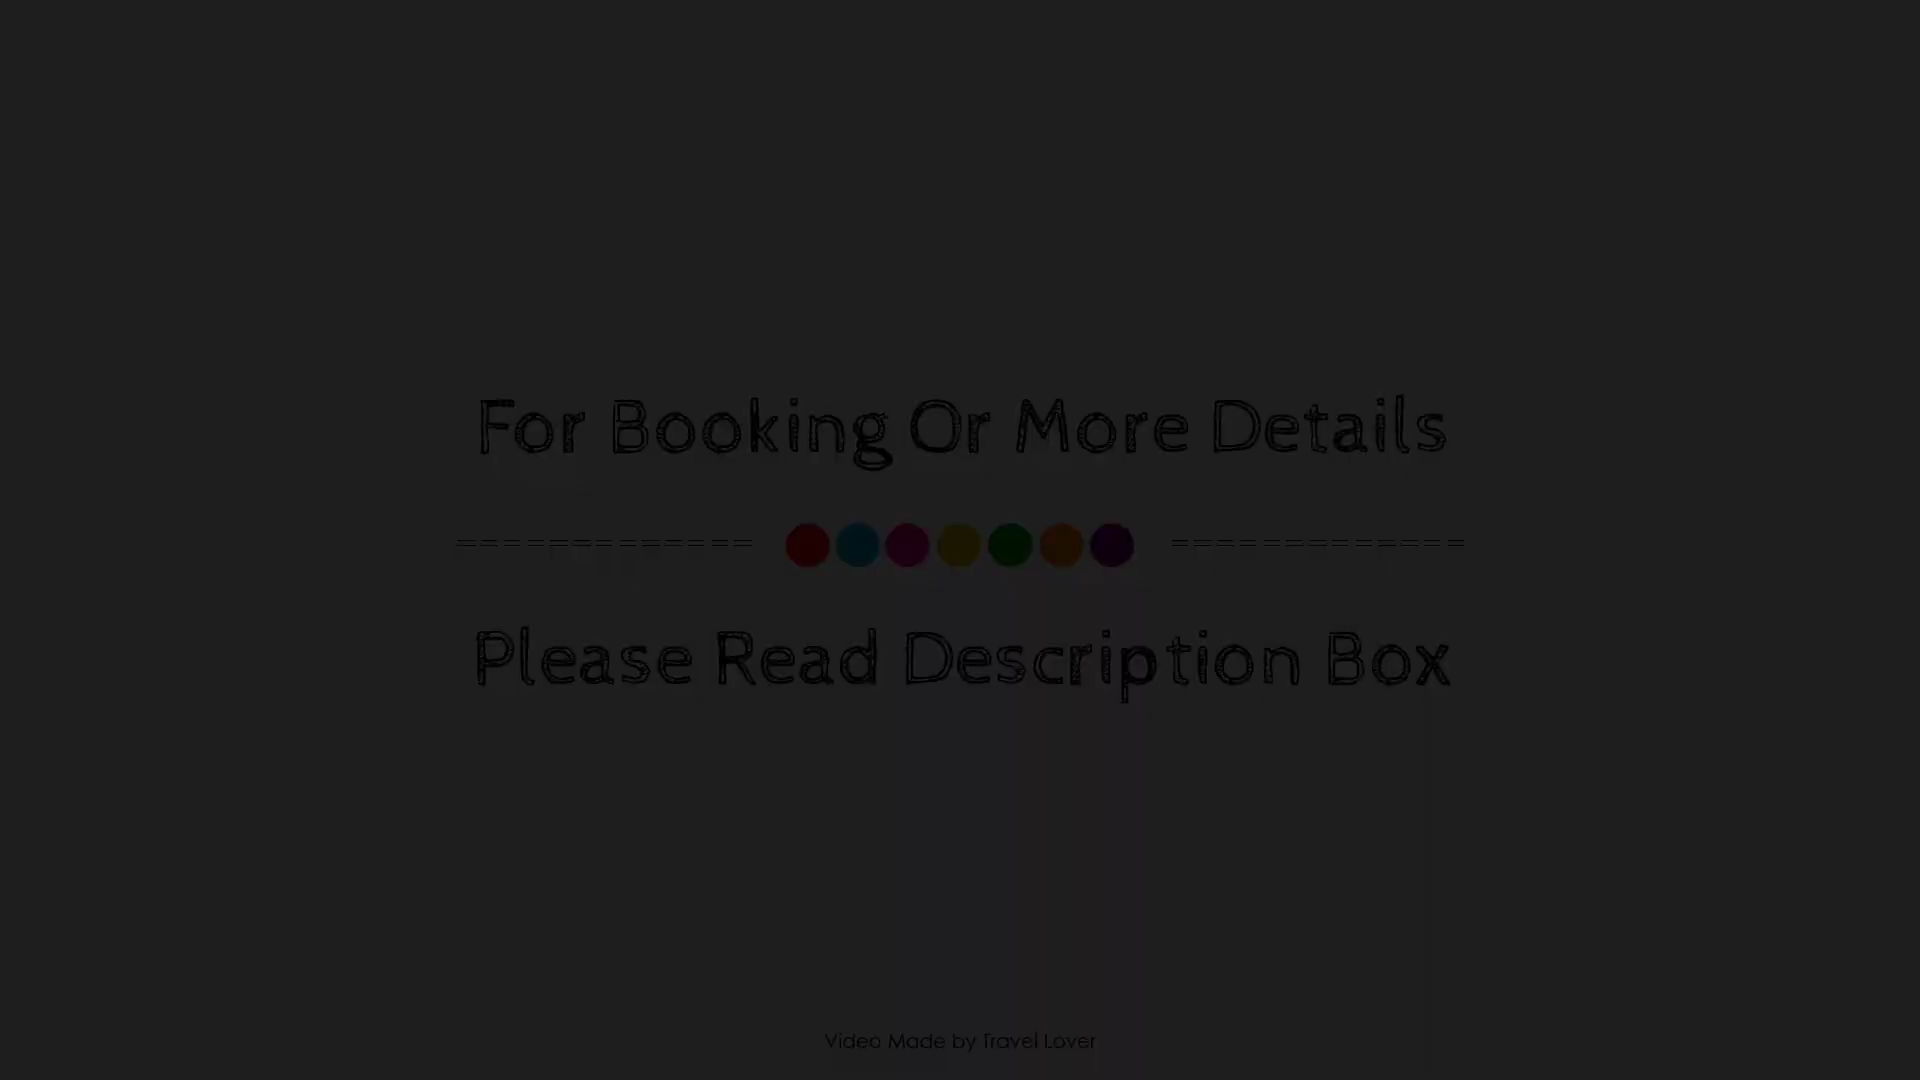 For Booking Or More Details
============= =============
Please Read Description Box
Video Made by Travel Lover